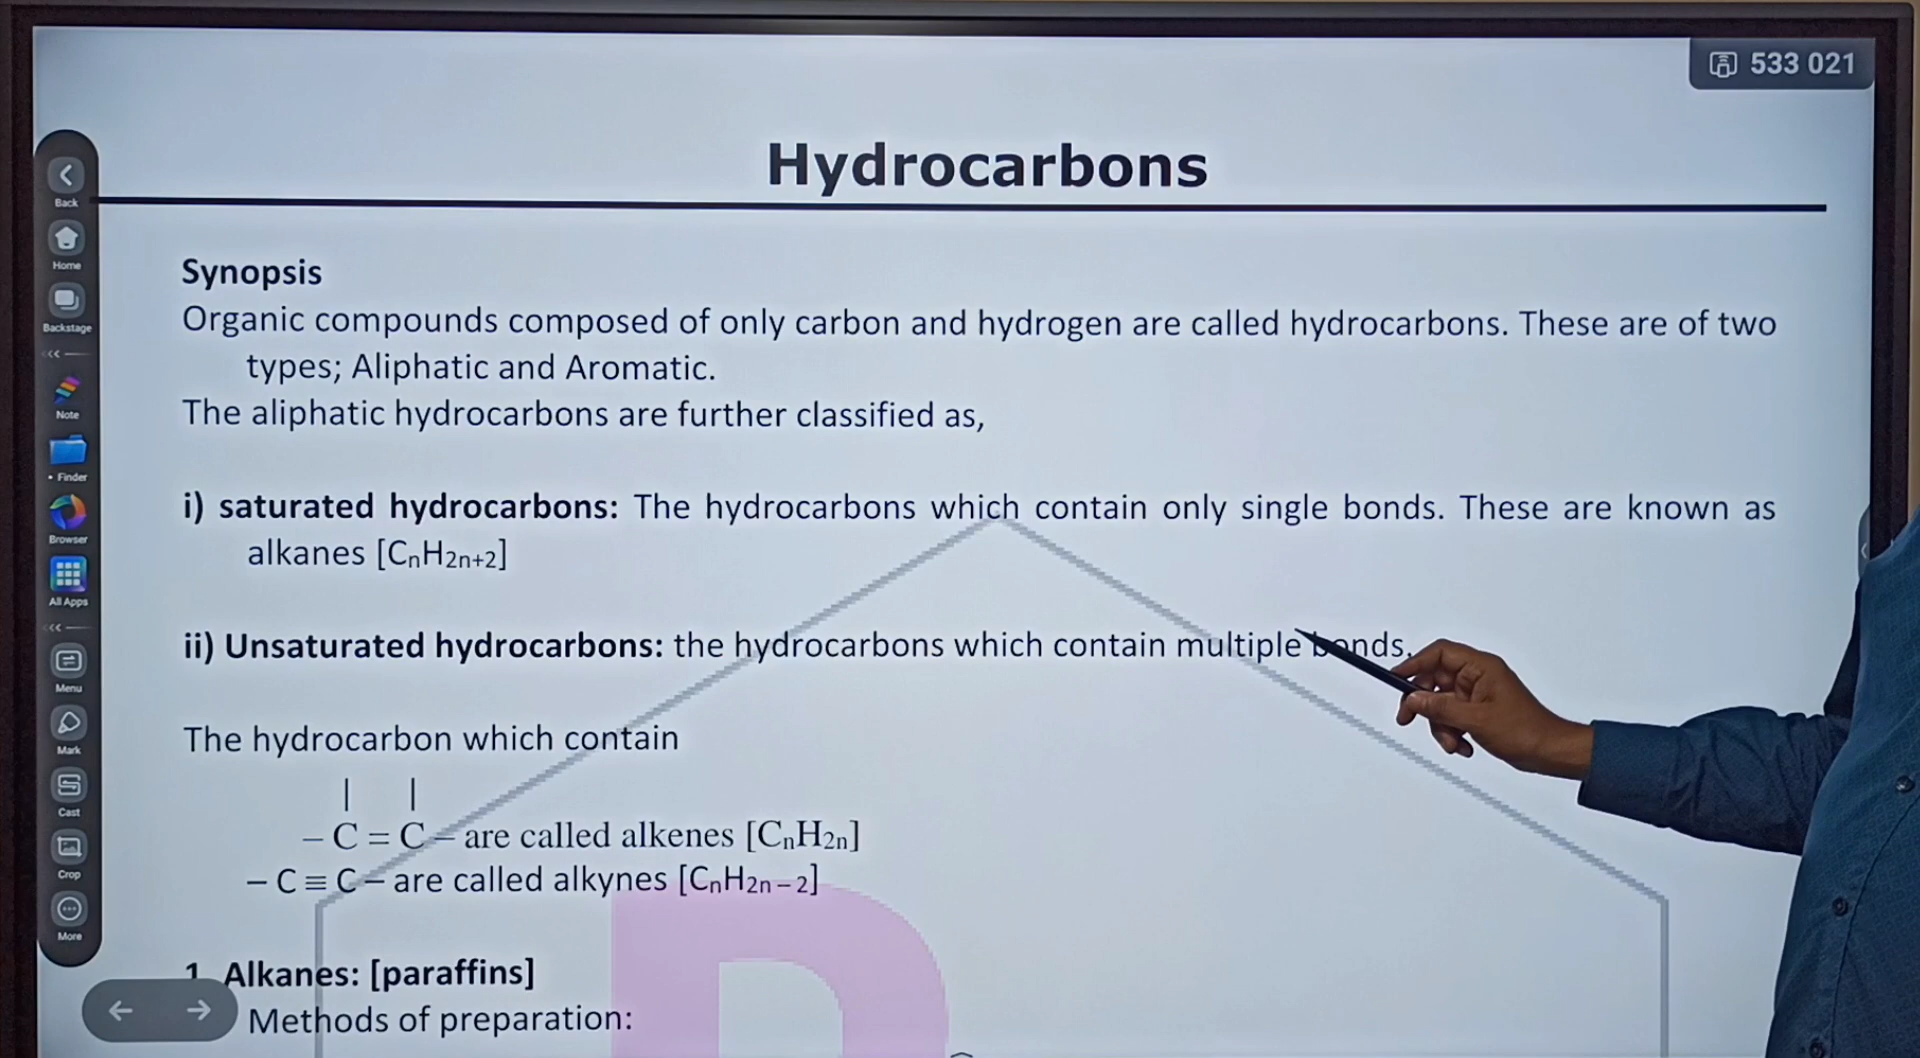 533 021
Hydrocarbons
Back
Home
Backstage
Note
Finder
Browser
All Apps
Menu
Mark
Cast
Crop
More
Synopsis
Organic compounds composed of only carbon and hydrogen are called hydrocarbons. These are of two
types; Aliphatic and Aromatic.
The aliphatic hydrocarbons are further classified as,
i) saturated hydrocarbons: The hydrocarbons which contain only single bonds. These are known as
alkanes [CₙH₂ₙ₊₂]
ii) Unsaturated hydrocarbons: the hydrocarbons which contain multiple bonds.
The hydrocarbon which contain
| |
– C = C – are called alkenes [CₙH₂ₙ]
– C ≡ C – are called alkynes [CₙH₂ₙ₋₂]
1. Alkanes: [paraffins]
Methods of preparation: